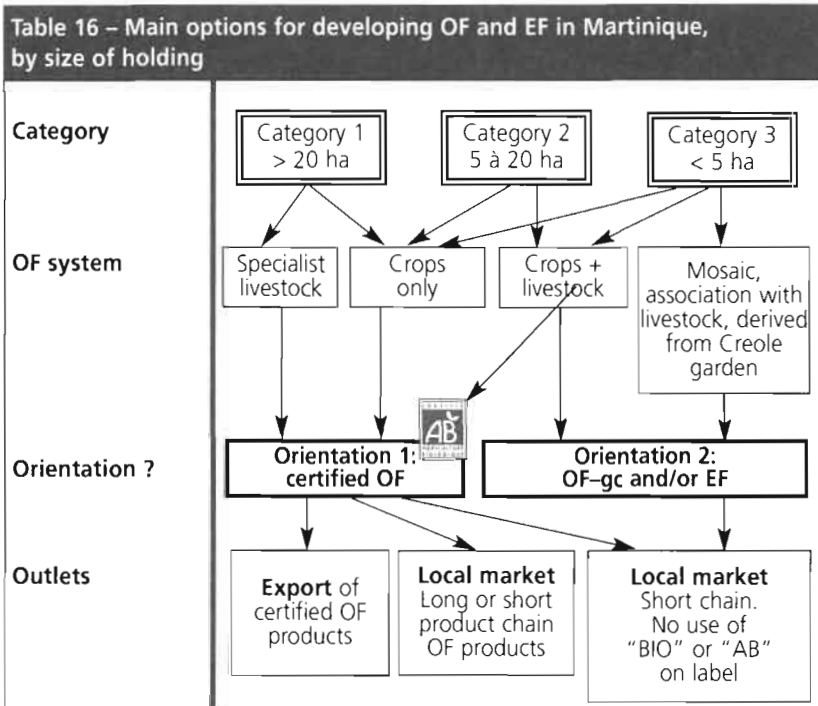 Table 16 – Main options for developing OF and EF in Martinique,
by size of holding
Category
Category 1
> 20 ha
Category 2
5 à 20 ha
Category 3
< 5 ha
OF system
Specialist
livestock
Crops
only
Crops +
livestock
Mosaic,
association with
livestock, derived
from Creole
garden
AB
Orientation ?
Orientation 1:
certified OF
Orientation 2:
OF–gc and/or EF
Outlets
Export of
certified OF
products
Local market
Long or short
product chain
OF products
Local market
Short chain.
No use of
"BIO" or "AB"
on label